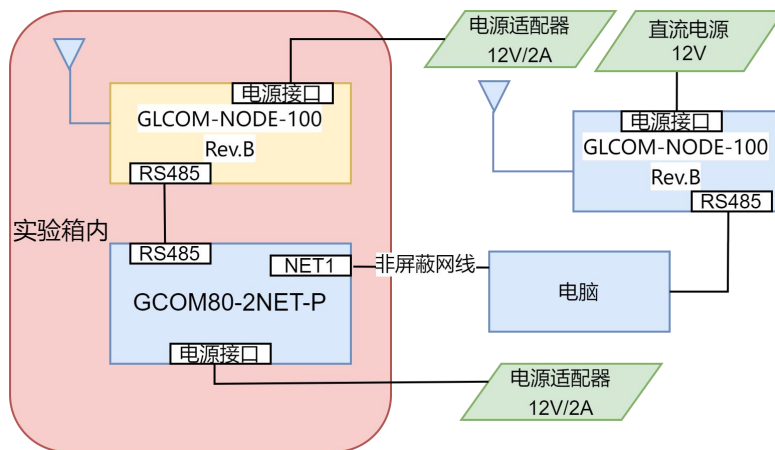 电源适配器
12V/2A
直流电源
12V
电源接口
GLCOM-NODE-100
Rev.B
RS485
电源接口
GLCOM-NODE-100
Rev.B
RS485
实验箱内
RS485
NET1
非屏蔽网线
电脑
GCOM80-2NET-P
电源接口
电源适配器
12V/2A